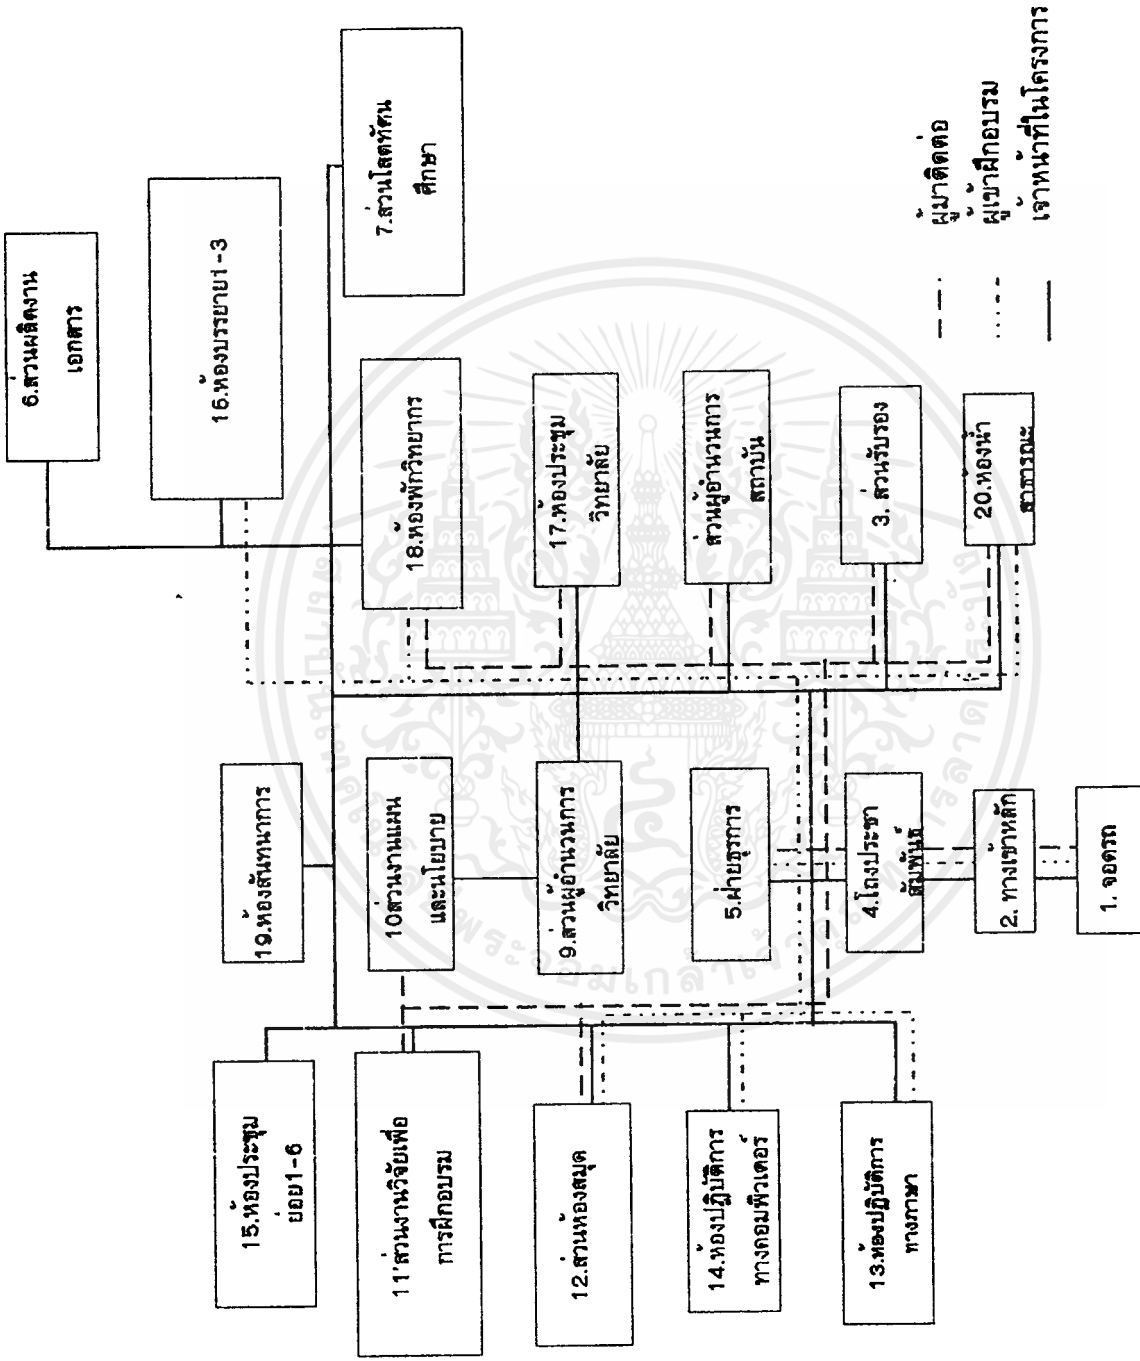 6.ส่วนผลิตงาน
เอกสาร
16.ห้องบรรยาย1-3
7.ส่วนโสตทัศน
ศึกษา
18.ห้องพักวิทยากร
17.ห้องประชุม
วิทยาลัย
ส่วนผู้อำนวนการ
สถาบัน
3. ส่วนรับรอง
20.ห้องน้ำ
สาธารณะ
19.ห้องสันทนาการ
10ส่วนงานแผน
และนโยบาย
9.ส่วนผู้อำนวนการ
วิทยาลัย
5.ฝ่ายธุรการ
4.โถงประชา
สัมพันธ์
2. ทางเข้าหลัก
1. จอดรถ
15.ห้องประชุม
ย่อย1-6
11'ส่วนงานวิจัยเพื่อ
การฝึกอบรม
12.ส่วนห้องสมุด
14.ห้องปฏิบัติการ
ทางคอมพิวเตอร์
13.ห้องปฏิบัติการ
ทางภาษา
ผู้มาติดต่อ
ผู้เข้าฝึกอบรม
เจ้าหน้าที่ในโครงการ